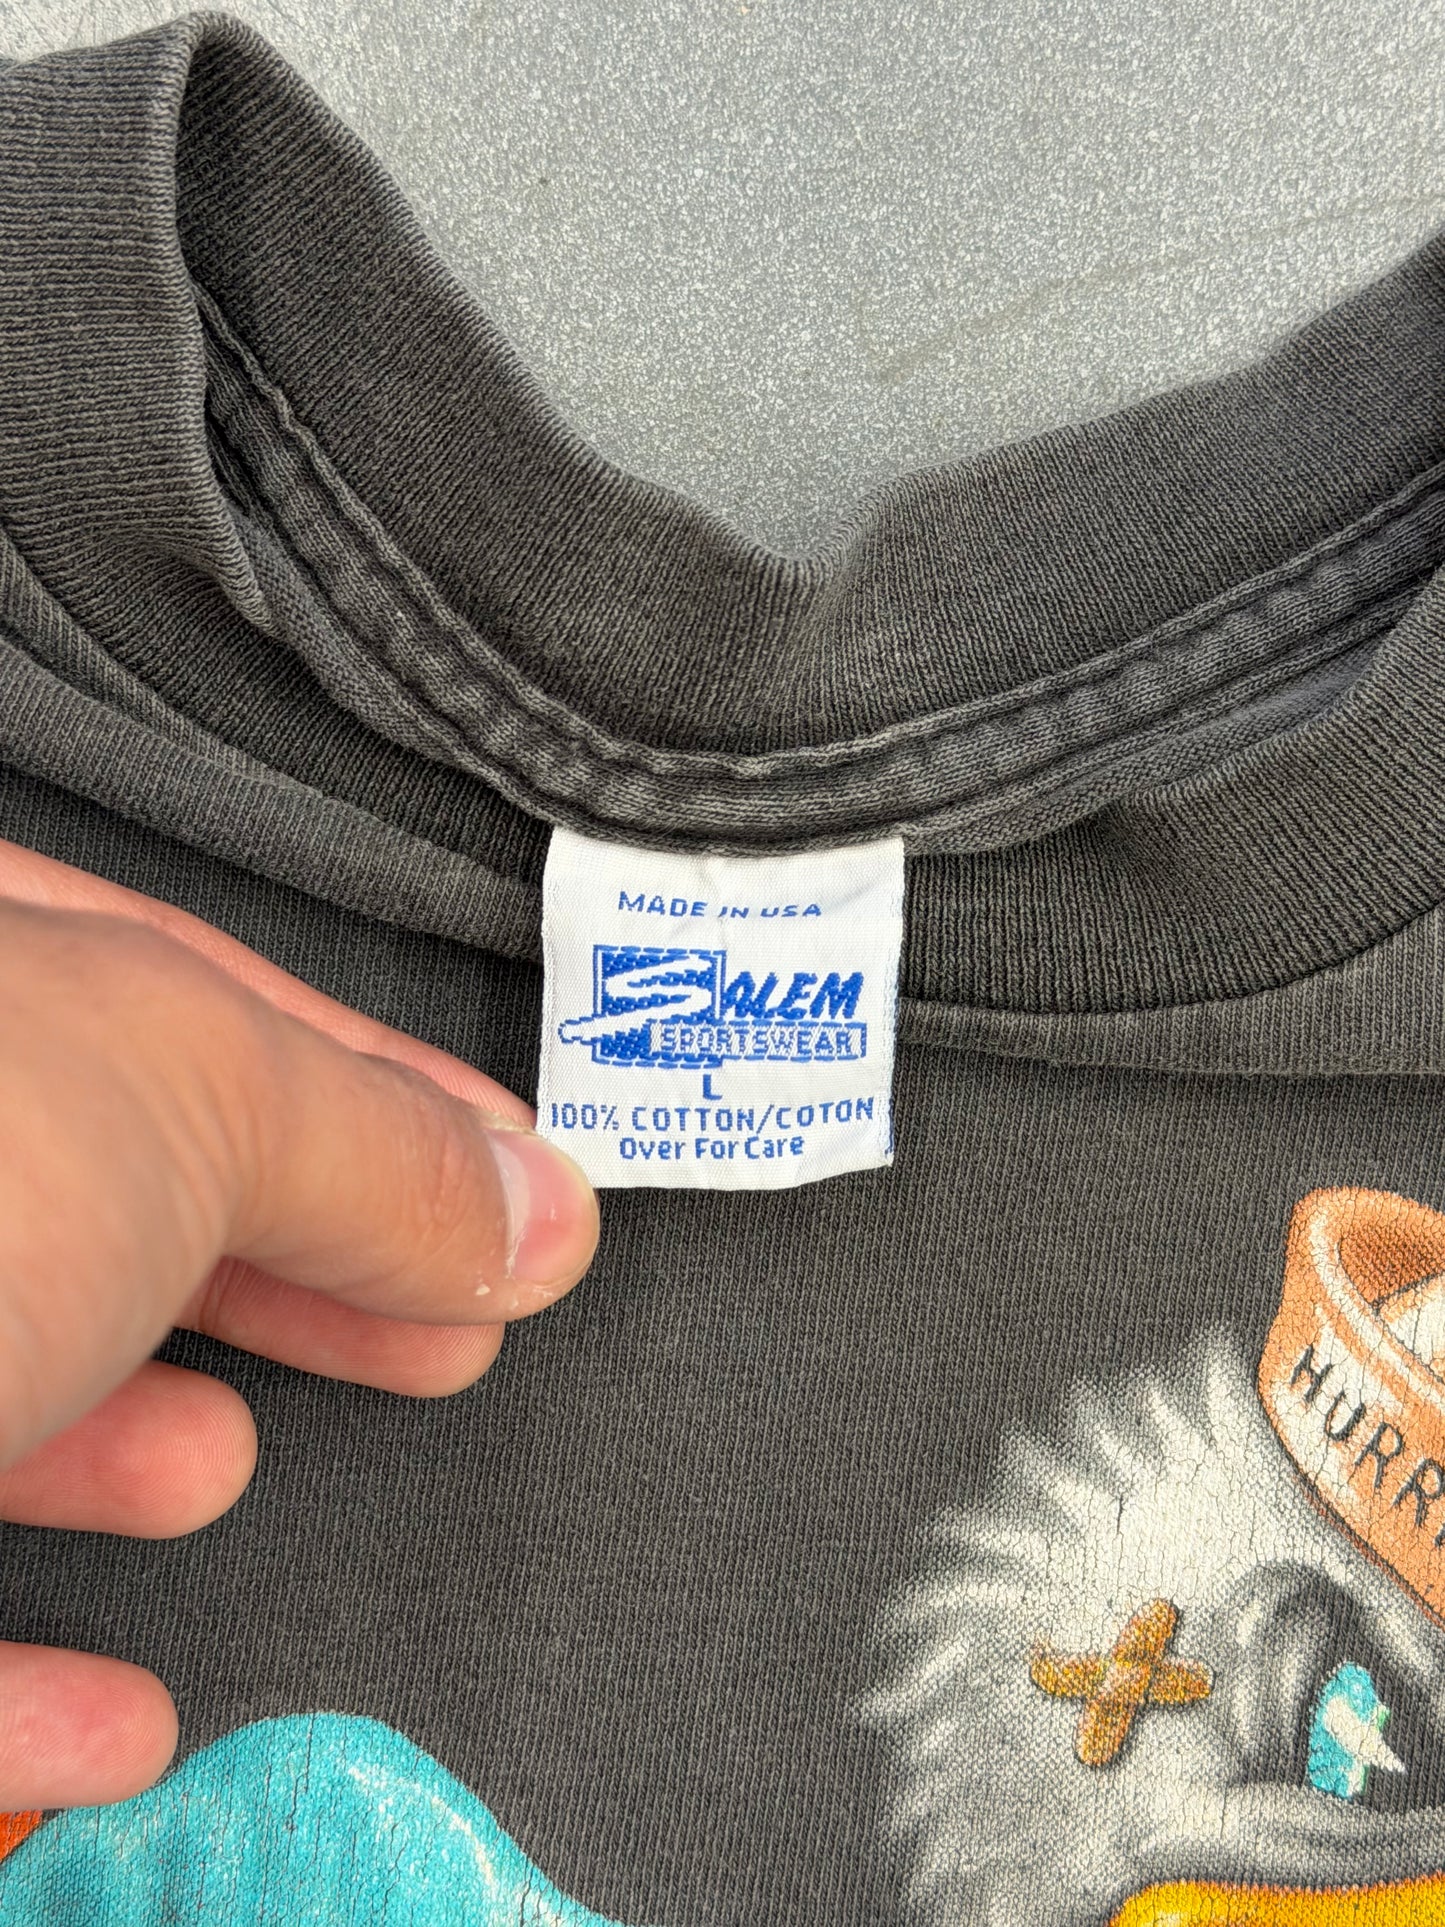 MADE IN USA
SALEM
SPORTSWEAR
L
100% COTTON/COTON
Over For Care
HURR